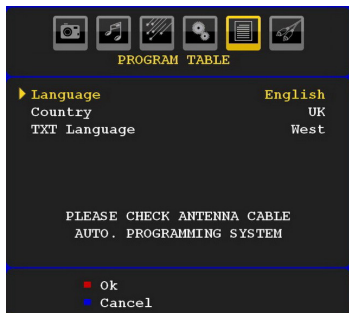 PROGRAM TABLE
Language English
Country UK
TXT Language West
PLEASE CHECK ANTENNA CABLE
AUTO. PROGRAMMING SYSTEM
Ok
Cancel